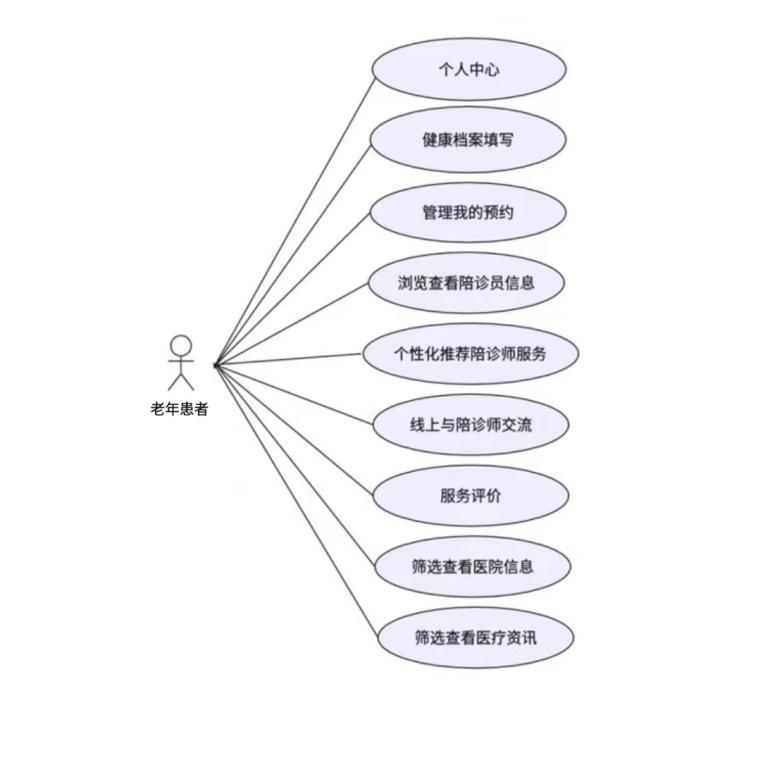 个人中心
健康档案填写
管理我的预约
浏览查看陪诊员信息
个性化推荐陪诊师服务
老年患者
线上与陪诊师交流
服务评价
筛选查看医院信息
筛选查看医疗资讯